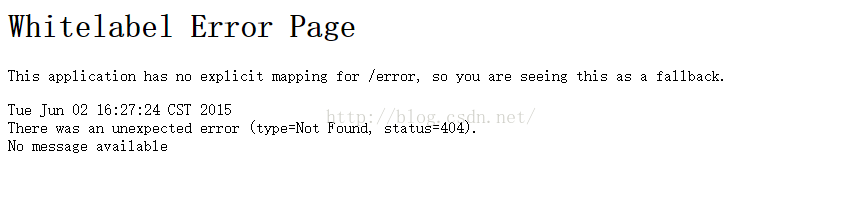 Whitelabel Error Page
This application has no explicit mapping for /error, so you are seeing this as a fallback.
Tue Jun 02 16:27:24 CST 2015
http://blog.csdn.net/
There was an unexpected error (type=Not Found, status=404).
No message available